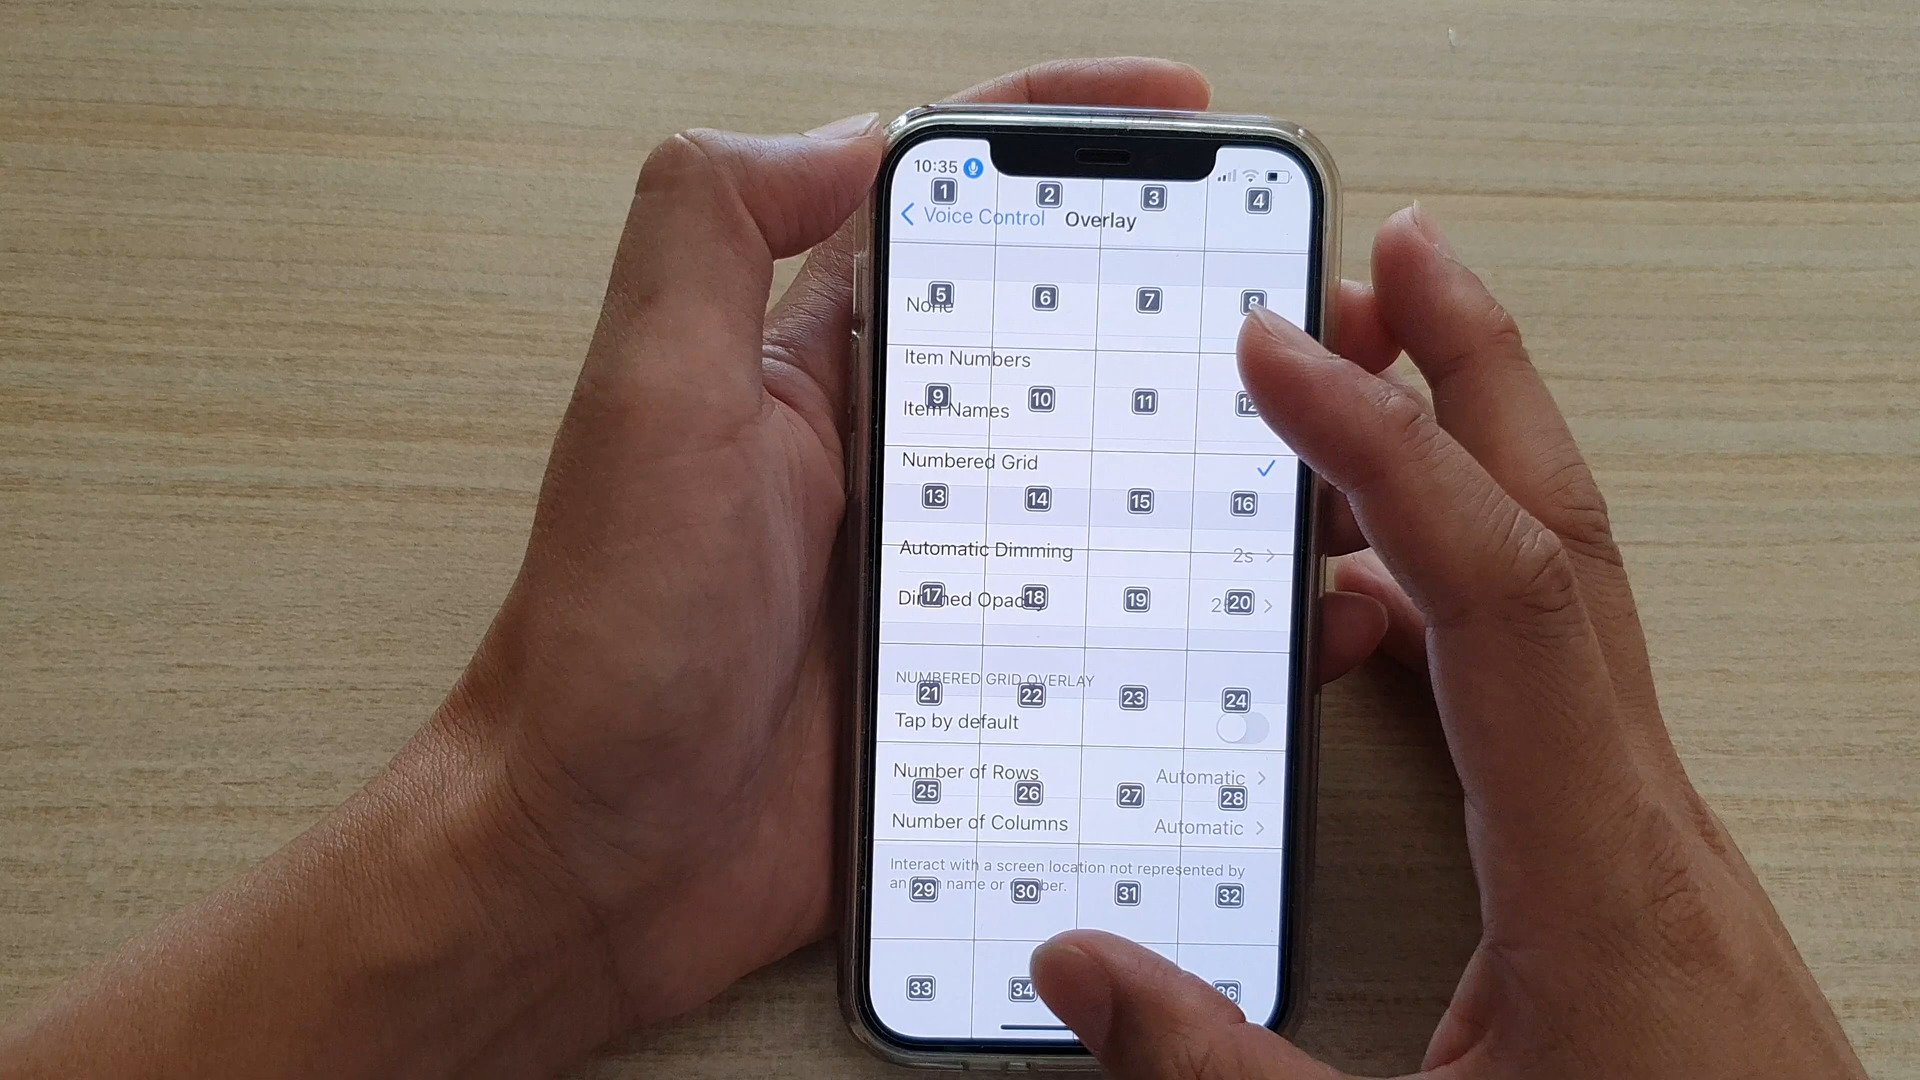 10:35
1 2 3 4
Voice Control Overlay
5 6 7 8
None
Item Numbers
9 10 11 12
Item Names
Numbered Grid
13 14 15 16
Automatic Dimming 2s
17 18 19 20
NUMBERED GRID OVERLAY
21 22 23 24
Tap by default
Number of Rows Automatic
25 26 27 28
Number of Columns Automatic
Interact with a screen location not represented by
name or
29 30 31 32
33 34